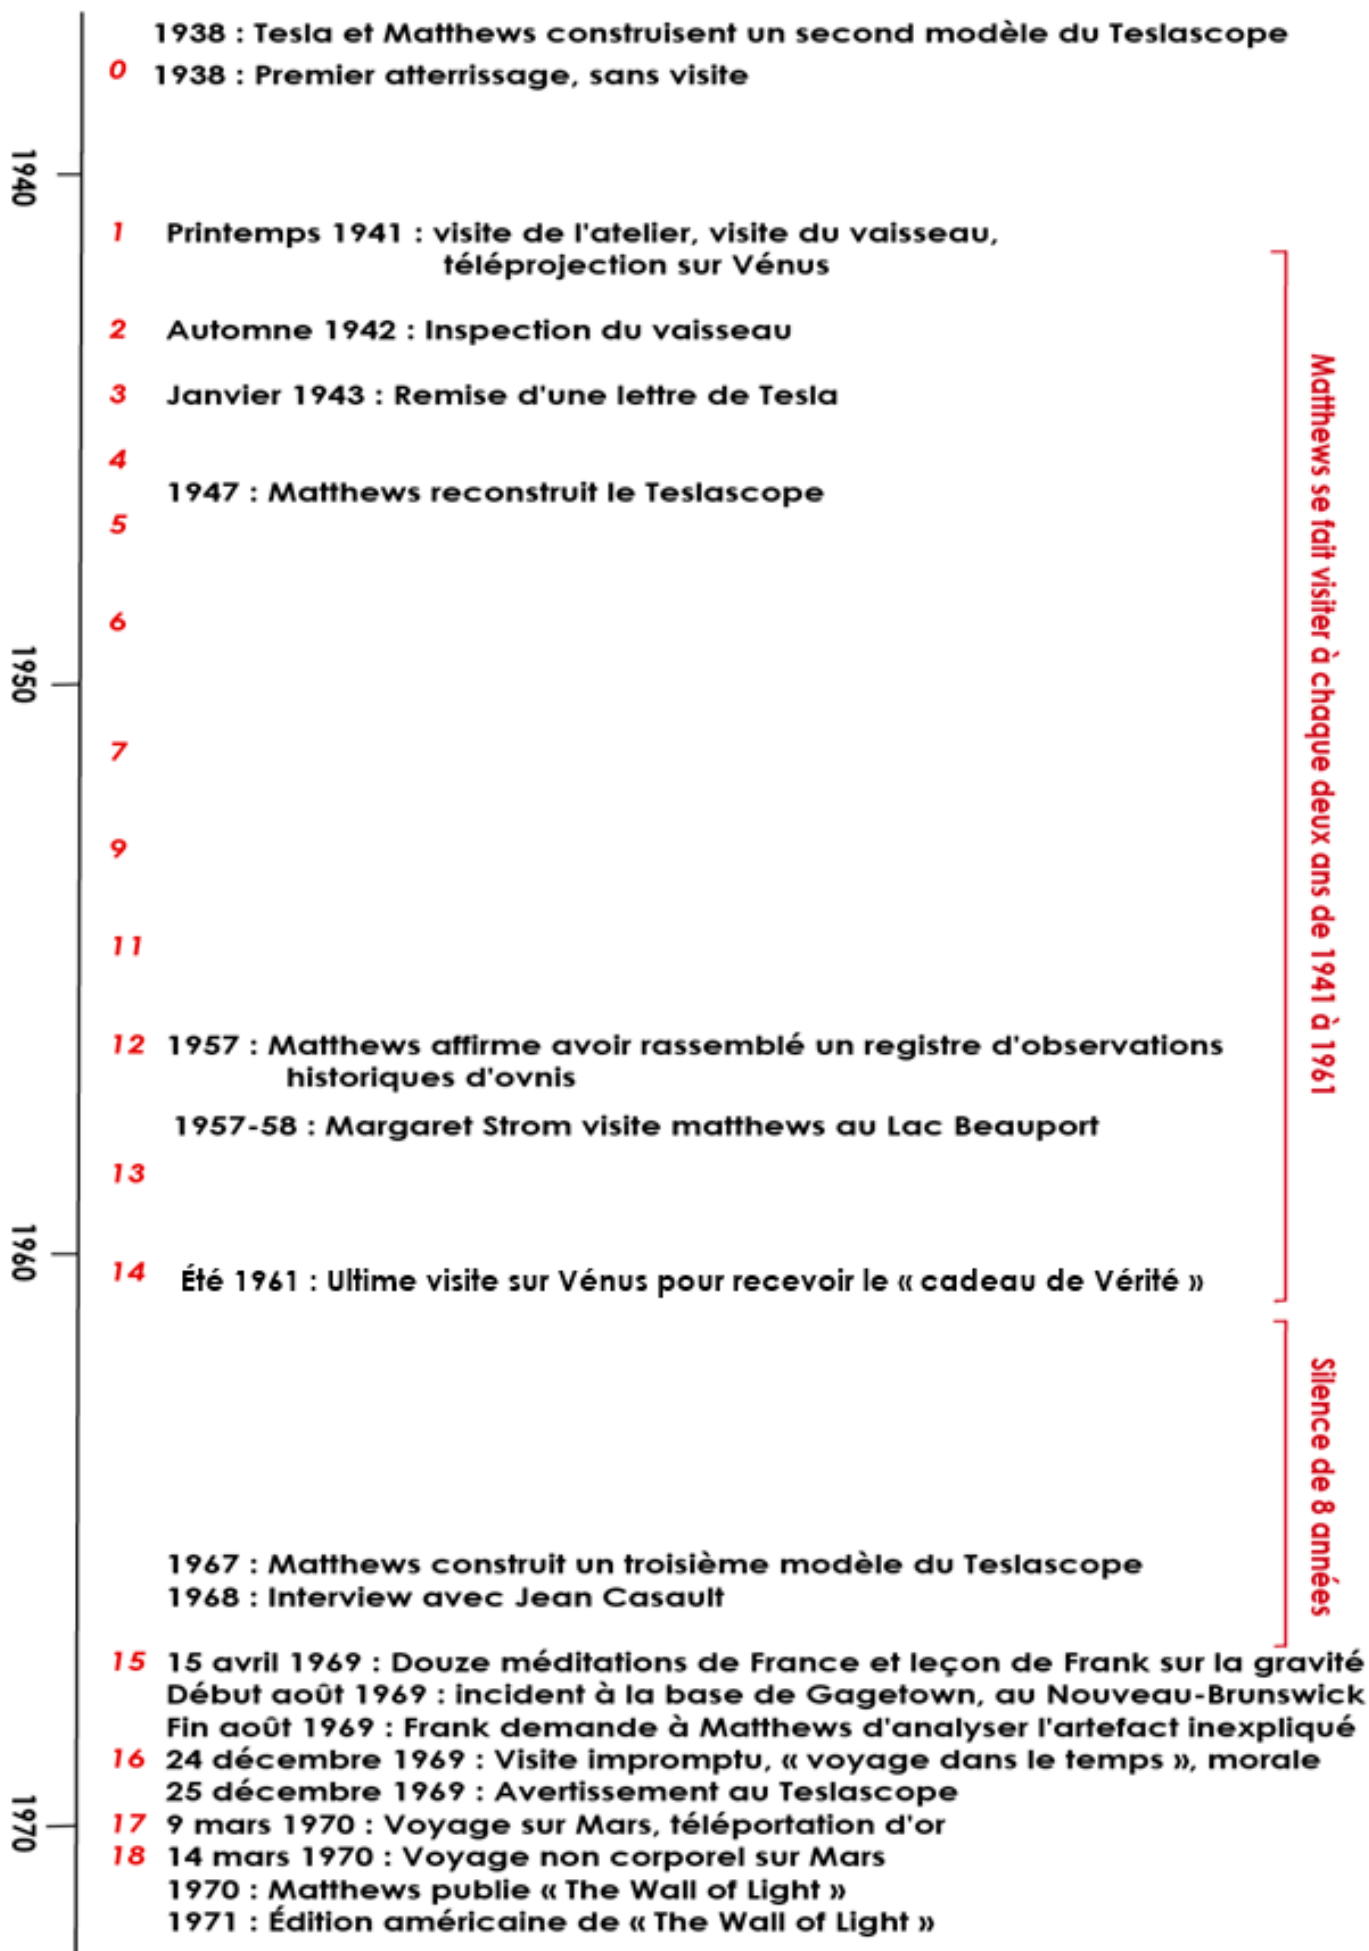 1938 : Tesla et Matthews construisent un second modèle du Teslascope
0 1938 : Premier atterrissage, sans visite
1940
1 Printemps 1941 : visite de l'atelier, visite du vaisseau,
téléprojection sur Vénus
2 Automne 1942 : Inspection du vaisseau
3 Janvier 1943 : Remise d'une lettre de Tesla
4
1947 : Matthews reconstruit le Teslascope
5
6
1950
7
9
11
12 1957 : Matthews affirme avoir rassemblé un registre d'observations
historiques d'ovnis
1957-58 : Margaret Strom visite matthews au Lac Beauport
13
1960
14 Été 1961 : Ultime visite sur Vénus pour recevoir le « cadeau de Vérité »
Matthews se fait visiter à chaque deux ans de 1941 à 1961
Silence de 8 années
1967 : Matthews construit un troisième modèle du Teslascope
1968 : Interview avec Jean Casault
15 15 avril 1969 : Douze méditations de France et leçon de Frank sur la gravité
Début août 1969 : incident à la base de Gagetown, au Nouveau-Brunswick
Fin août 1969 : Frank demande à Matthews d'analyser l'artefact inexpliqué
16 24 décembre 1969 : Visite impromptu, « voyage dans le temps », morale
25 décembre 1969 : Avertissement au Teslascope
1970
17 9 mars 1970 : Voyage sur Mars, téléportation d'or
18 14 mars 1970 : Voyage non corporel sur Mars
1970 : Matthews publie « The Wall of Light »
1971 : Édition américaine de « The Wall of Light »